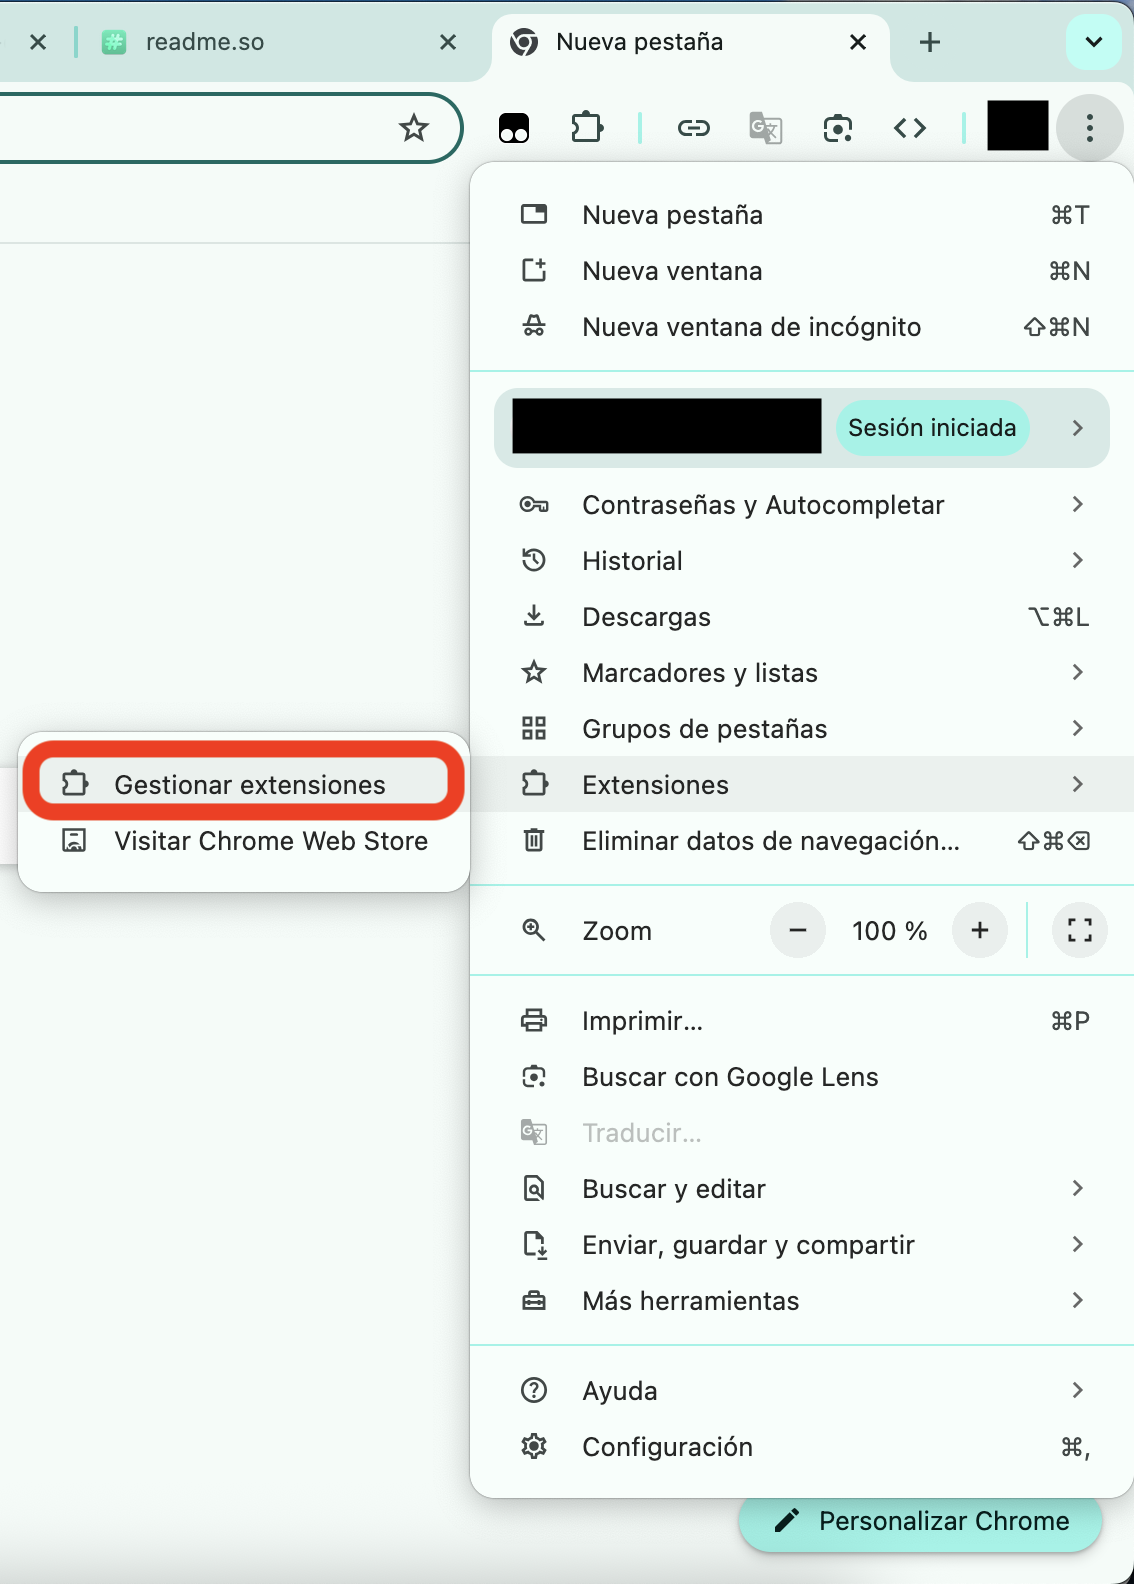 readme.so
Nueva pestaña
Nueva pestaña ⌘T
Nueva ventana ⌘N
Nueva ventana de incógnito ⇧⌘N
Sesión iniciada
Contraseñas y Autocompletar
Historial
Descargas ⌥⌘L
Marcadores y listas
Grupos de pestañas
Gestionar extensiones
Extensiones
Visitar Chrome Web Store
Eliminar datos de navegación... ⇧⌘⌫
Zoom − 100 % +
Imprimir... ⌘P
Buscar con Google Lens
Traducir...
Buscar y editar
Enviar, guardar y compartir
Más herramientas
Ayuda
Configuración ⌘,
Personalizar Chrome